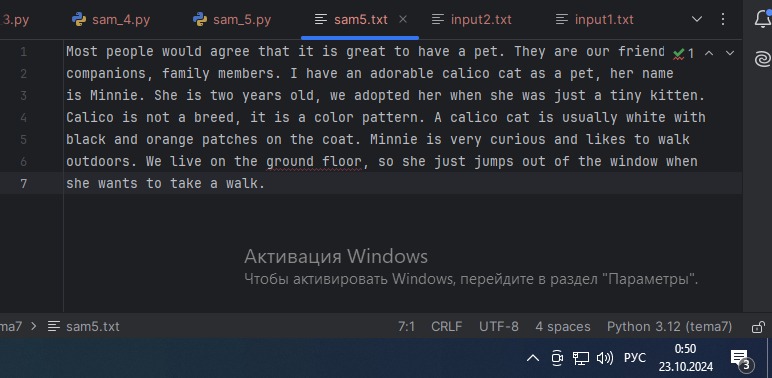 3.py sam_4.py sam_5.py sam5.txt input2.txt input1.txt
1 Most people would agree that it is great to have a pet. They are our friend 1
2 companions, family members. I have an adorable calico cat as a pet, her name
3 is Minnie. She is two years old, we adopted her when she was just a tiny kitten.
4 Calico is not a breed, it is a color pattern. A calico cat is usually white with
5 black and orange patches on the coat. Minnie is very curious and likes to walk
6 outdoors. We live on the ground floor, so she just jumps out of the window when
7 she wants to take a walk.
Активация Windows
Чтобы активировать Windows, перейдите в раздел "Параметры".
ma7 > sam5.txt 7:1 CRLF UTF-8 4 spaces Python 3.12 (tema7)
РУС 0:50
23.10.2024 3